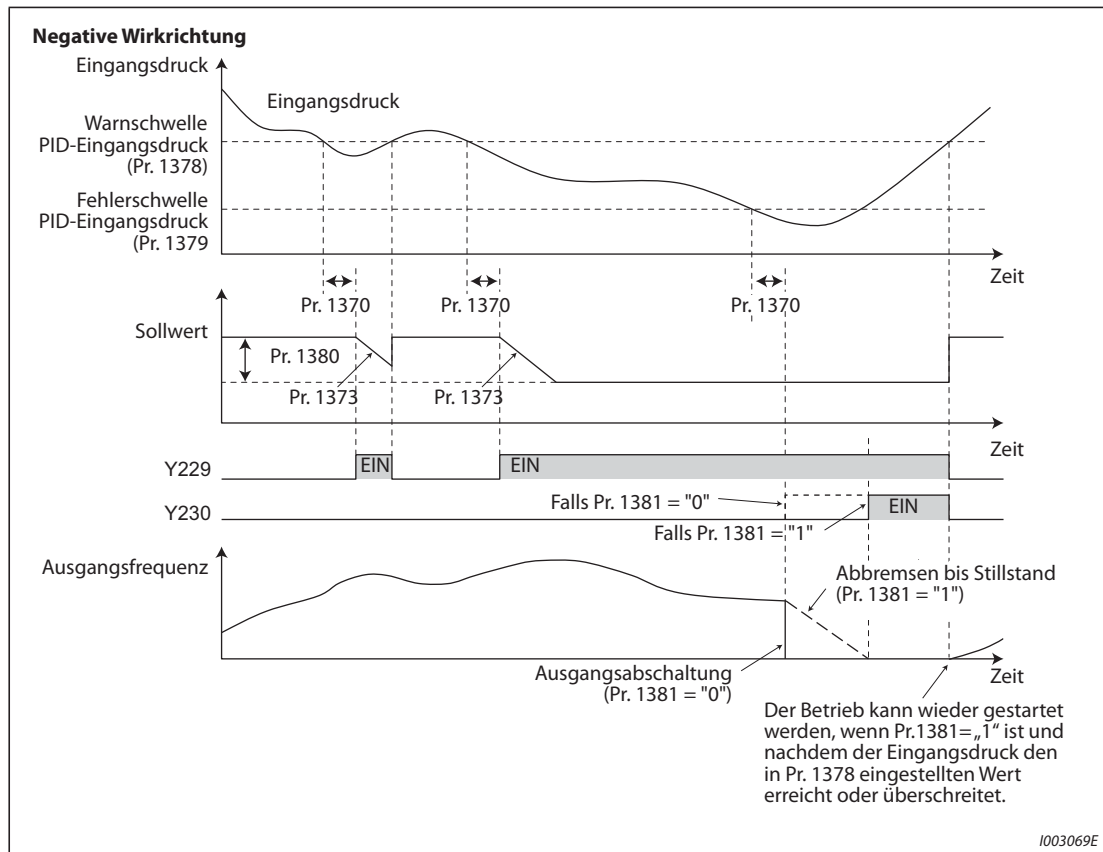 Negative Wirkrichtung
Eingangsdruck
Eingangsdruck
Warnschwelle
PID-Eingangsdruck
(Pr. 1378)
Fehlerschwelle
PID-Eingangsdruck
(Pr. 1379
Zeit
Pr. 1370
Pr. 1370
Pr. 1370
Sollwert
Pr. 1380
Pr. 1373
Pr. 1373
Zeit
Y229
EIN
EIN
Y230
Falls Pr. 1381 = "0"
EIN
Falls Pr. 1381 = "1"
Ausgangsfrequenz
Abbremsen bis Stillstand
(Pr. 1381 = "1")
Ausgangsabschaltung
(Pr. 1381 = "0")
Zeit
Der Betrieb kann wieder gestartet
werden, wenn Pr.1381=„1“ ist und
nachdem der Eingangsdruck den
in Pr. 1378 eingestellten Wert
erreicht oder überschreitet.
I003069E